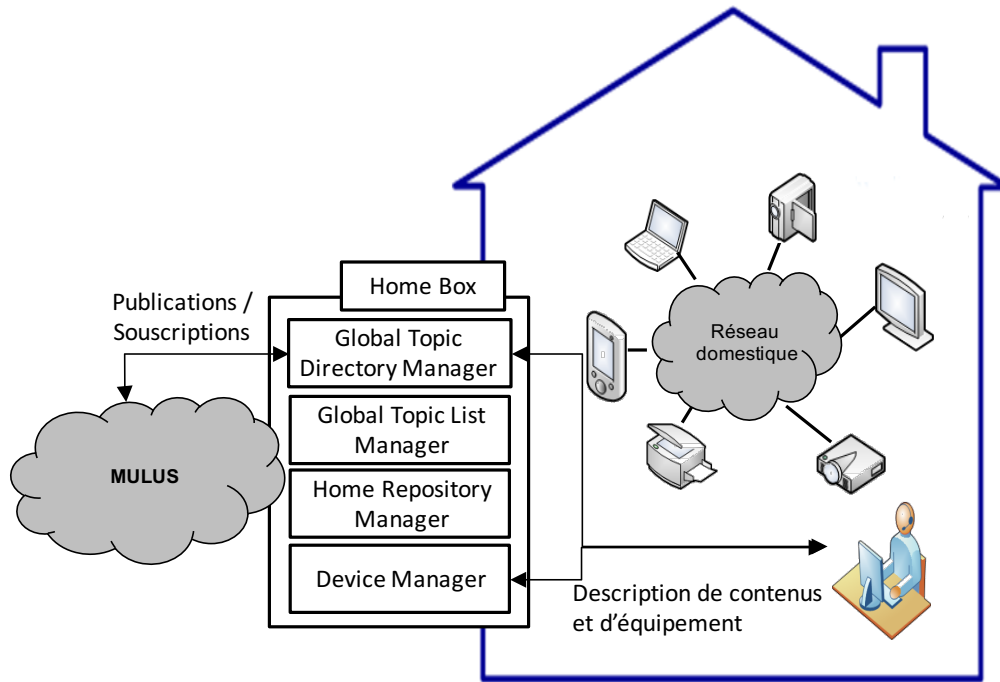 Home Box
Publications /
Souscriptions
Global Topic
Directory Manager
Global Topic List
Manager
Home Repository
Manager
Device Manager
MULUS
Réseau
domestique
Description de contenus
et d'équipement